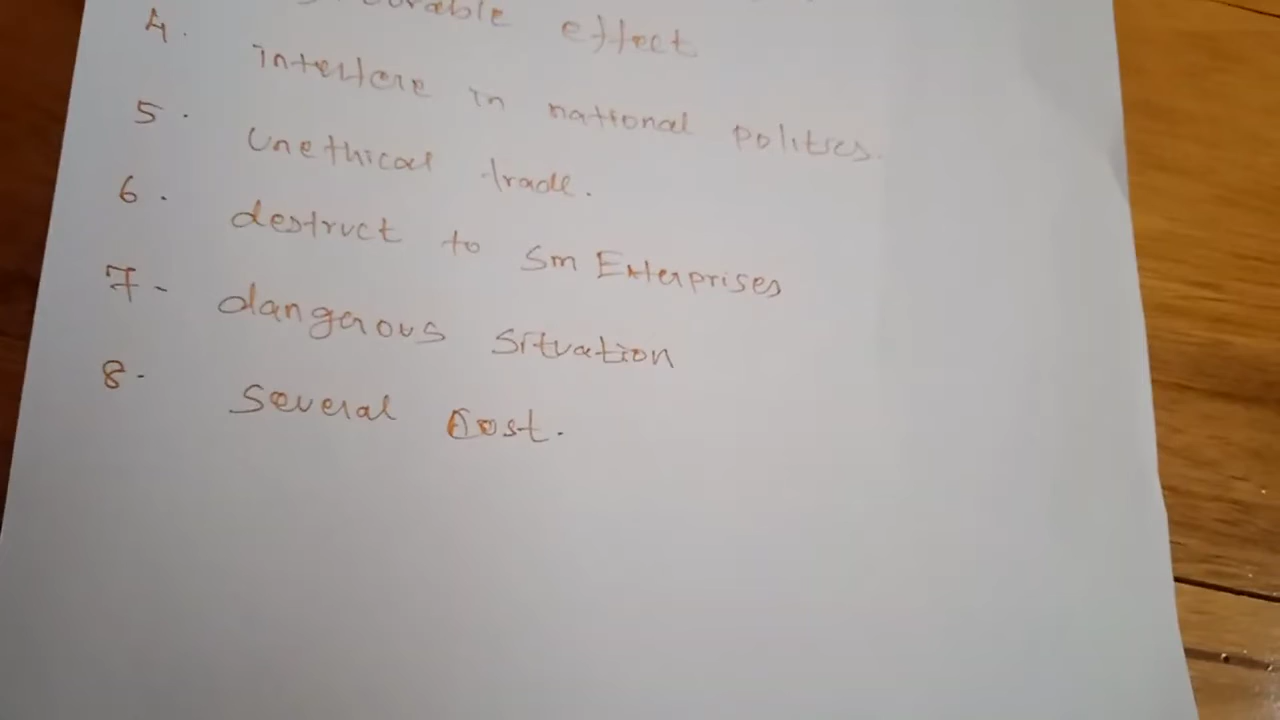 effect
4. interfere in national politics.
5. Unethical trade.
6. destruct to Sm Enterprises
7- dangerous situation
8- Several Cost.